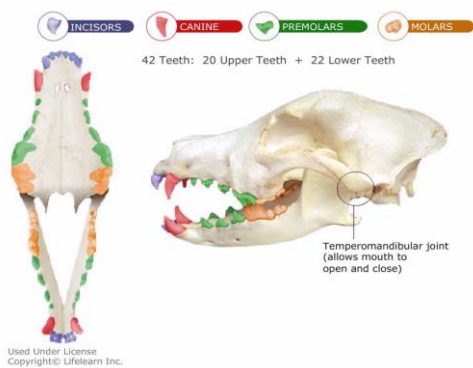 INCISORS
CANINE
PREMOLARS
MOLARS
42 Teeth: 20 Upper Teeth + 22 Lower Teeth
Temperomandibular joint
(allows mouth to
open and close)
Used Under License
Copyright© Lifelearn Inc.